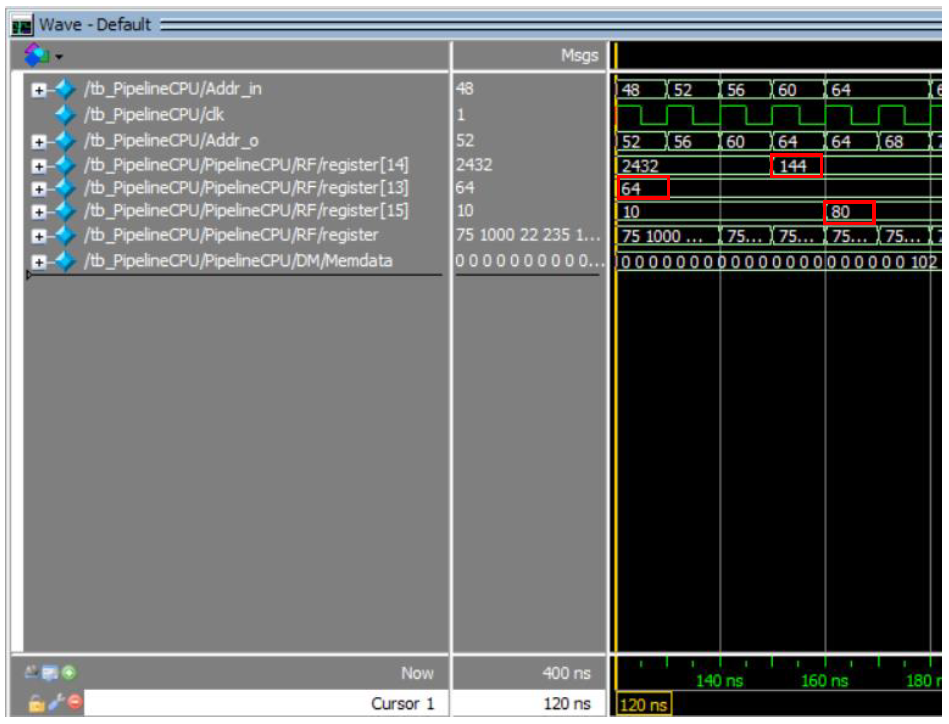 Wave - Default
Msgs
/tb_PipelineCPU/Addr_in 48 48 52 56 60 64
/tb_PipelineCPU/clk 1
/tb_PipelineCPU/Addr_o 52 52 56 60 64 64 68
/tb_PipelineCPU/PipelineCPU/RF/register[14] 2432 2432 144
/tb_PipelineCPU/PipelineCPU/RF/register[13] 64 64
/tb_PipelineCPU/PipelineCPU/RF/register[15] 10 10 80
/tb_PipelineCPU/PipelineCPU/RF/register 75 1000 22 235 1... 75 1000 ... 75... 75... 75... 75...
/tb_PipelineCPU/PipelineCPU/DM/Memdata 0 0 0 0 0 0 0 0 0 0 0... 0 0 0 0 0 0 0 0 0 0 0 0 0 0 0 0 0 0 0 0 0 0 102
Now 400 ns 140 ns 160 ns 180 n
Cursor 1 120 ns 120 ns